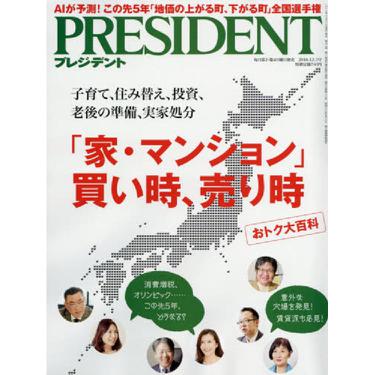 AIが予測!この先5年「地価の上がる町、下がる町」全国選手権
PRESIDENT
プレジデント
2016.12.19
子育て、住み替え、投資、
老後の準備、実家処分
「家・マンション」
買い時、売り時
おトク大百科
消費増税、
オリンピック……
この先5年、
どうなる?
意外な
穴場を発見!
賃貸派も必見!